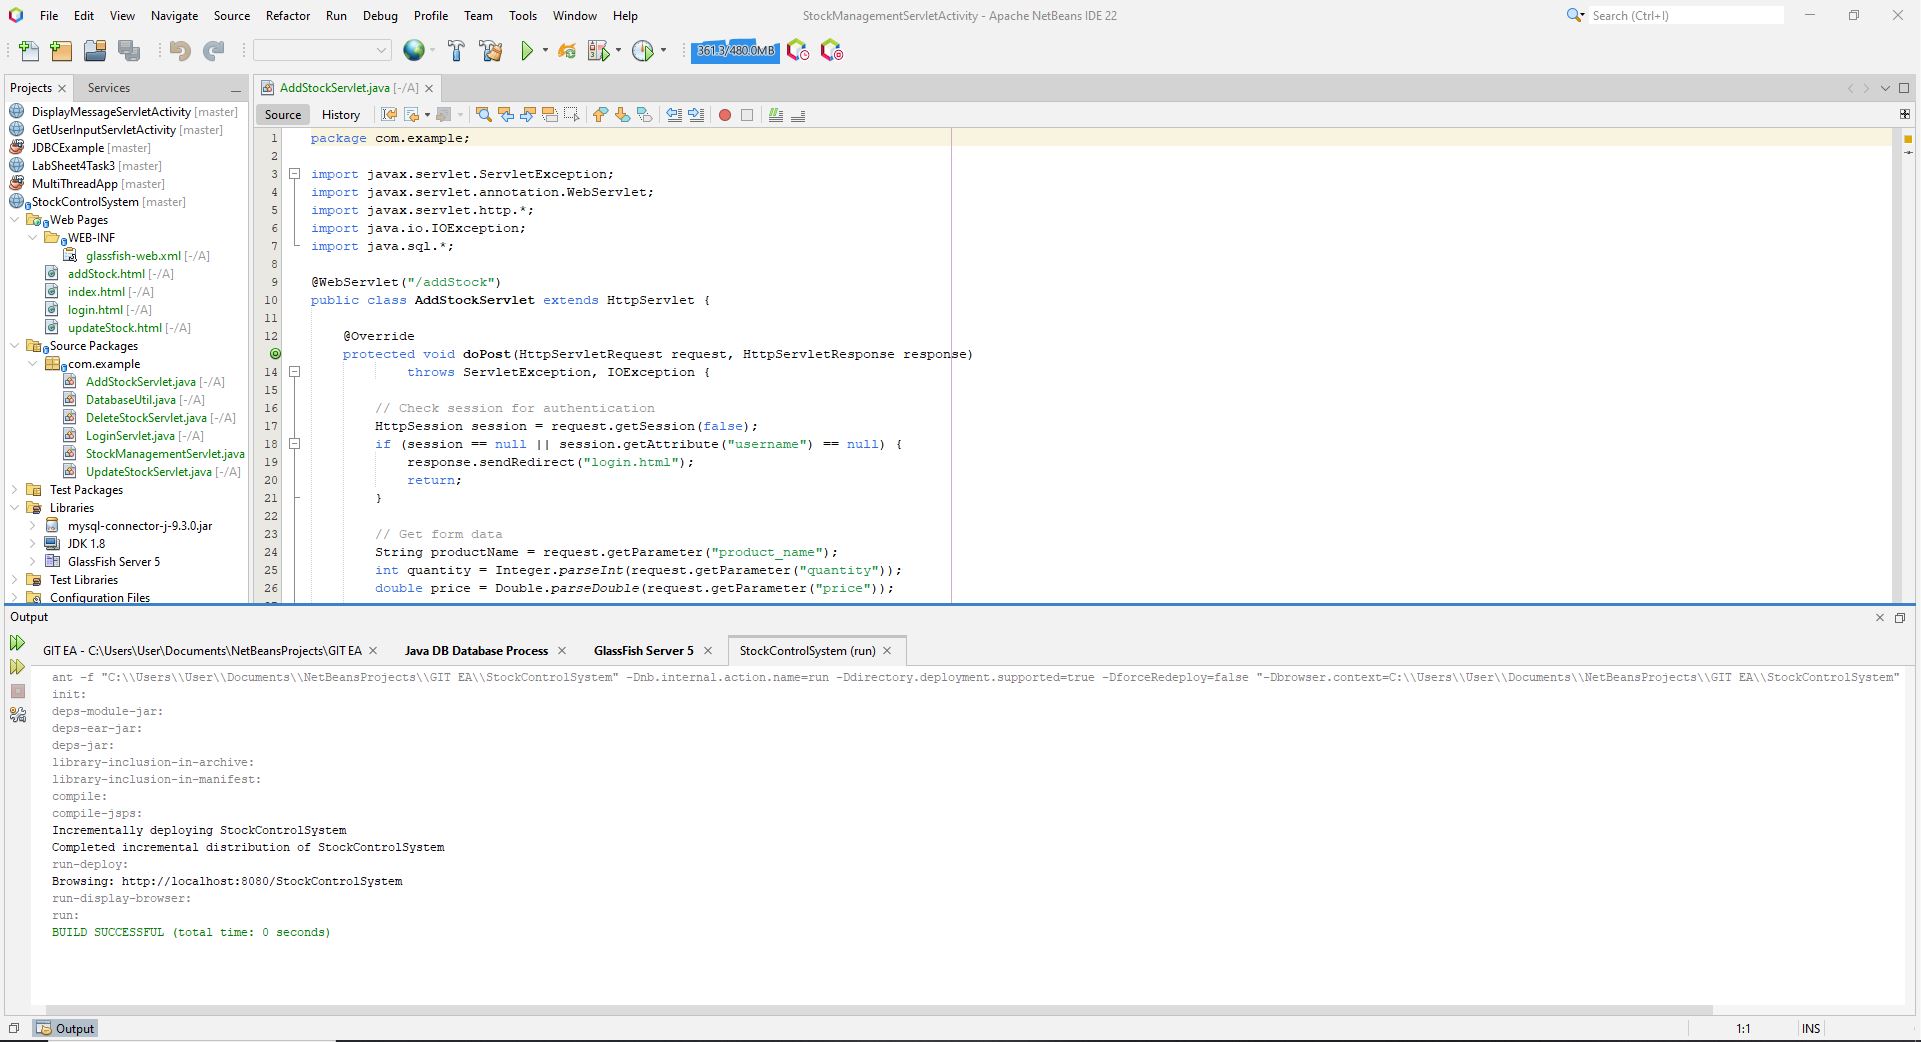 File Edit View Navigate Source Refactor Run Debug Profile Team Tools Window Help
StockManagementServletActivity - Apache NetBeans IDE 22
Search (Ctrl+I)
361.3/480.0MB
Projects
Services
AddStockServlet.java [-/A]
Source
History
DisplayMessageServletActivity [master]
GetUserInputServletActivity [master]
JDBCExample [master]
LabSheet4Task3 [master]
MultiThreadApp [master]
StockControlSystem [master]
Web Pages
WEB-INF
glassfish-web.xml [-/A]
addStock.html [-/A]
index.html [-/A]
login.html [-/A]
updateStock.html [-/A]
Source Packages
com.example
AddStockServlet.java [-/A]
DatabaseUtil.java [-/A]
DeleteStockServlet.java [-/A]
LoginServlet.java [-/A]
StockManagementServlet.java
UpdateStockServlet.java [-/A]
Test Packages
Libraries
mysql-connector-j-9.3.0.jar
JDK 1.8
GlassFish Server 5
Test Libraries
Configuration Files
1 package com.example;
2
3 import javax.servlet.ServletException;
4 import javax.servlet.annotation.WebServlet;
5 import javax.servlet.http.*;
6 import java.io.IOException;
7 import java.sql.*;
8
9 @WebServlet("/addStock")
10 public class AddStockServlet extends HttpServlet {
11
12 @Override
protected void doPost(HttpServletRequest request, HttpServletResponse response)
14 throws ServletException, IOException {
15
16 // Check session for authentication
17 HttpSession session = request.getSession(false);
18 if (session == null || session.getAttribute("username") == null) {
19 response.sendRedirect("login.html");
20 return;
21 }
22
23 // Get form data
24 String productName = request.getParameter("product_name");
25 int quantity = Integer.parseInt(request.getParameter("quantity"));
26 double price = Double.parseDouble(request.getParameter("price"));
Output
GIT EA - C:\Users\User\Documents\NetBeansProjects\GIT EA
Java DB Database Process
GlassFish Server 5
StockControlSystem (run)
ant -f "C:\\Users\\User\\Documents\\NetBeansProjects\\GIT EA\\StockControlSystem" -Dnb.internal.action.name=run -Ddirectory.deployment.supported=true -DforceRedeploy=false "-Dbrowser.context=C:\\Users\\User\\Documents\\NetBeansProjects\\GIT EA\\StockControlSystem"
init:
deps-module-jar:
deps-ear-jar:
deps-jar:
library-inclusion-in-archive:
library-inclusion-in-manifest:
compile:
compile-jsps:
Incrementally deploying StockControlSystem
Completed incremental distribution of StockControlSystem
run-deploy:
Browsing: http://localhost:8080/StockControlSystem
run-display-browser:
run:
BUILD SUCCESSFUL (total time: 0 seconds)
Output
1:1
INS